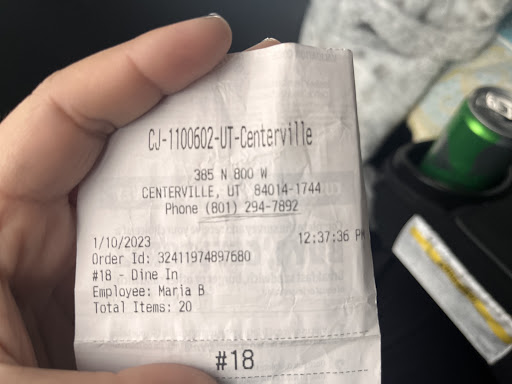 CJ-1100602-UT-Centerville
385 N 800 W
CENTERVILLE, UT 84014-1744
Phone (801) 294-7892
1/10/2023 12:37:36 PM
Order Id: 32411974897680
#18 - Dine In
Employee: Maria B
Total Items: 20
#18